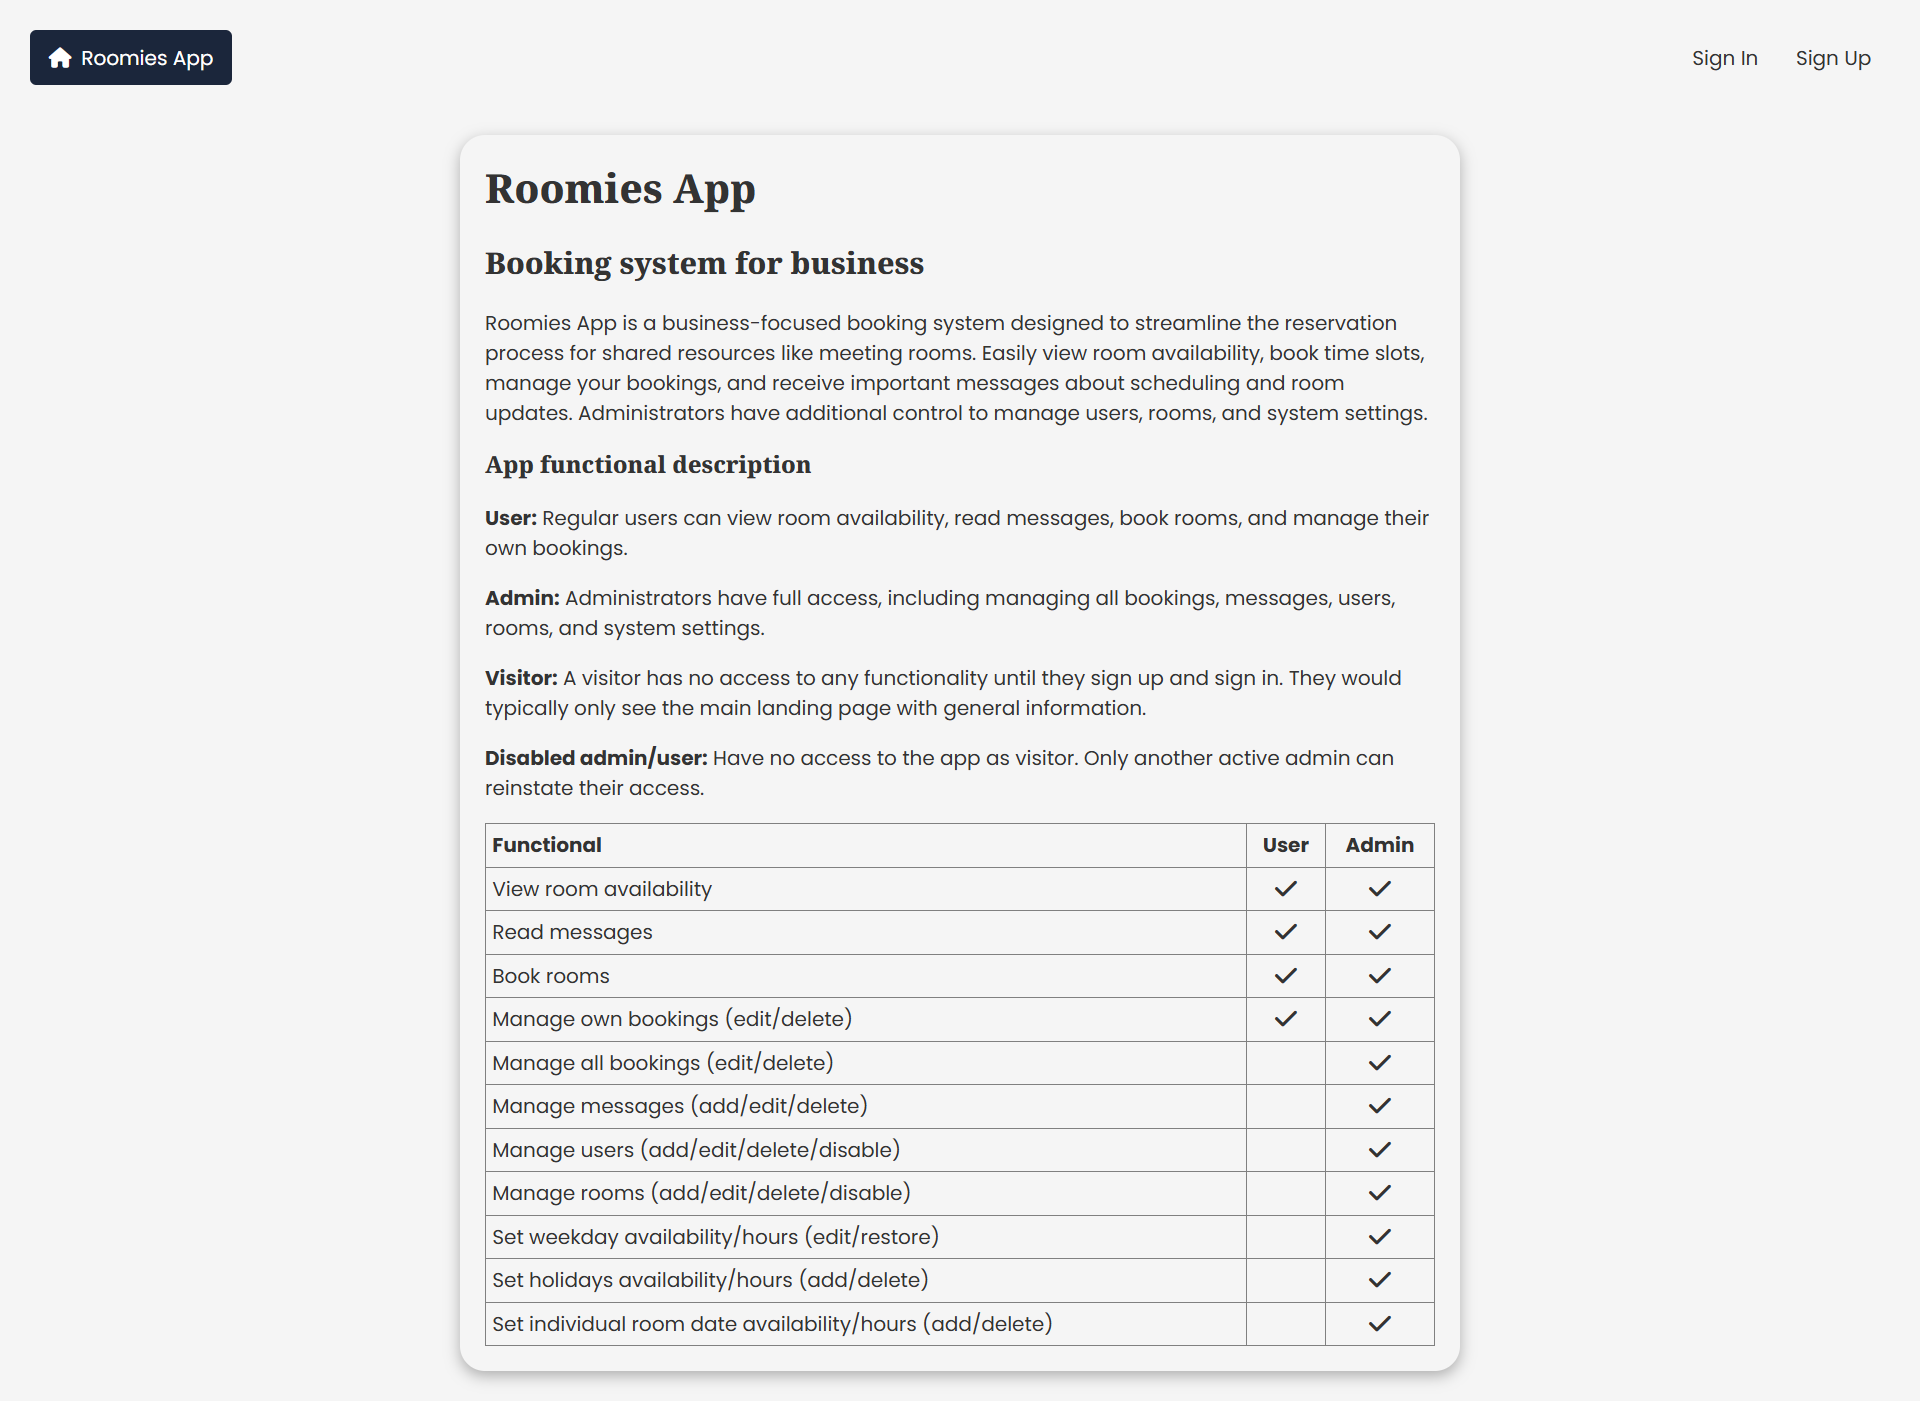 Roomies App
Sign In
Sign Up
Roomies App
Booking system for business
Roomies App is a business-focused booking system designed to streamline the reservation
process for shared resources like meeting rooms. Easily view room availability, book time slots,
manage your bookings, and receive important messages about scheduling and room
updates. Administrators have additional control to manage users, rooms, and system settings.
App functional description
User: Regular users can view room availability, read messages, book rooms, and manage their
own bookings.
Admin: Administrators have full access, including managing all bookings, messages, users,
rooms, and system settings.
Visitor: A visitor has no access to any functionality until they sign up and sign in. They would
typically only see the main landing page with general information.
Disabled admin/user: Have no access to the app as visitor. Only another active admin can
reinstate their access.
Functional User Admin
View room availability
Read messages
Book rooms
Manage own bookings (edit/delete)
Manage all bookings (edit/delete)
Manage messages (add/edit/delete)
Manage users (add/edit/delete/disable)
Manage rooms (add/edit/delete/disable)
Set weekday availability/hours (edit/restore)
Set holidays availability/hours (add/delete)
Set individual room date availability/hours (add/delete)